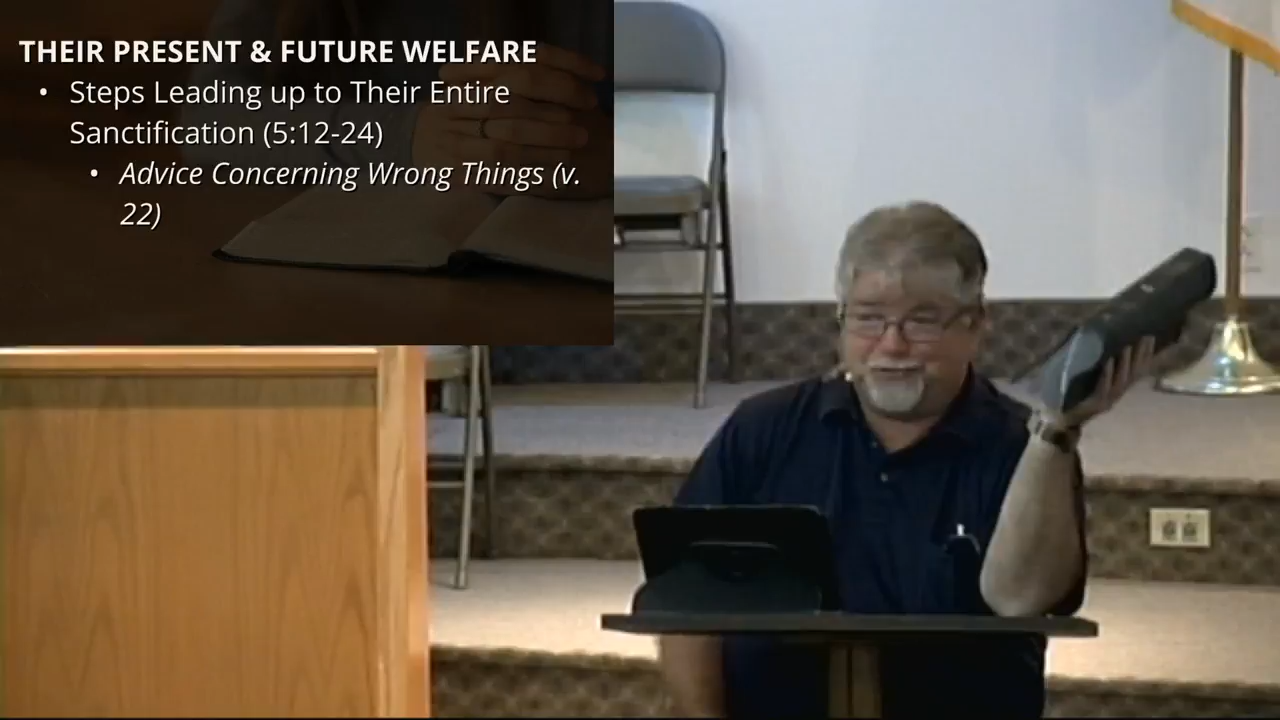 THEIR PRESENT & FUTURE WELFARE
• Steps Leading up to Their Entire
Sanctification (5:12-24)
• Advice Concerning Wrong Things (v.
22)